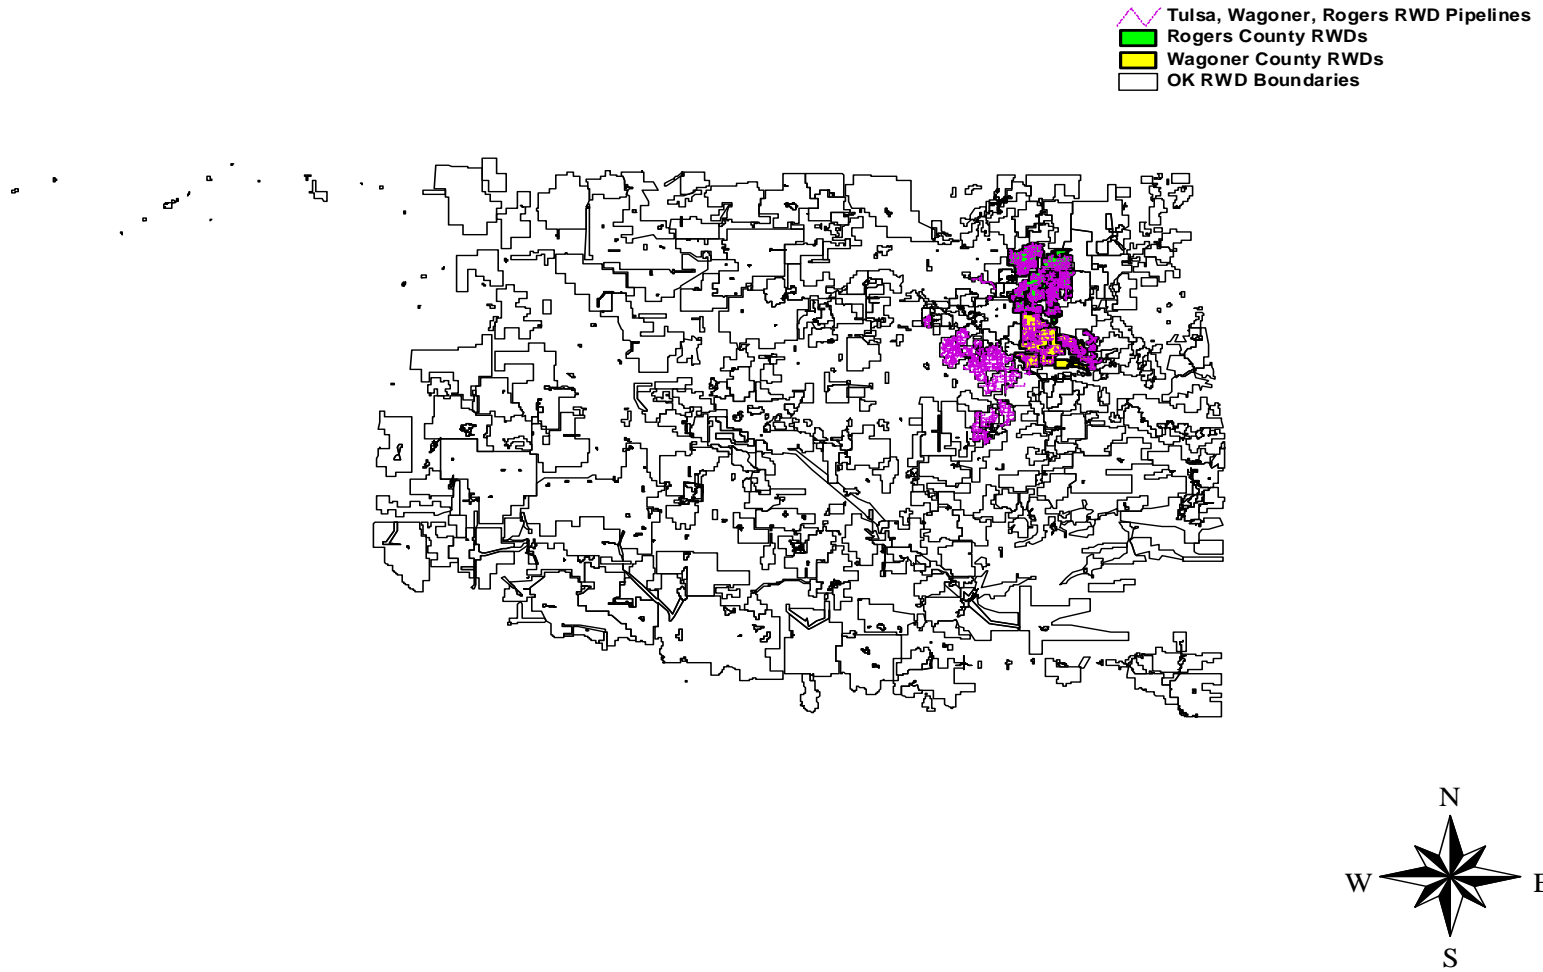 Tulsa, Wagoner, Rogers RWD Pipelines
Rogers County RWDs
Wagoner County RWDs
OK RWD Boundaries
N
W
E
S